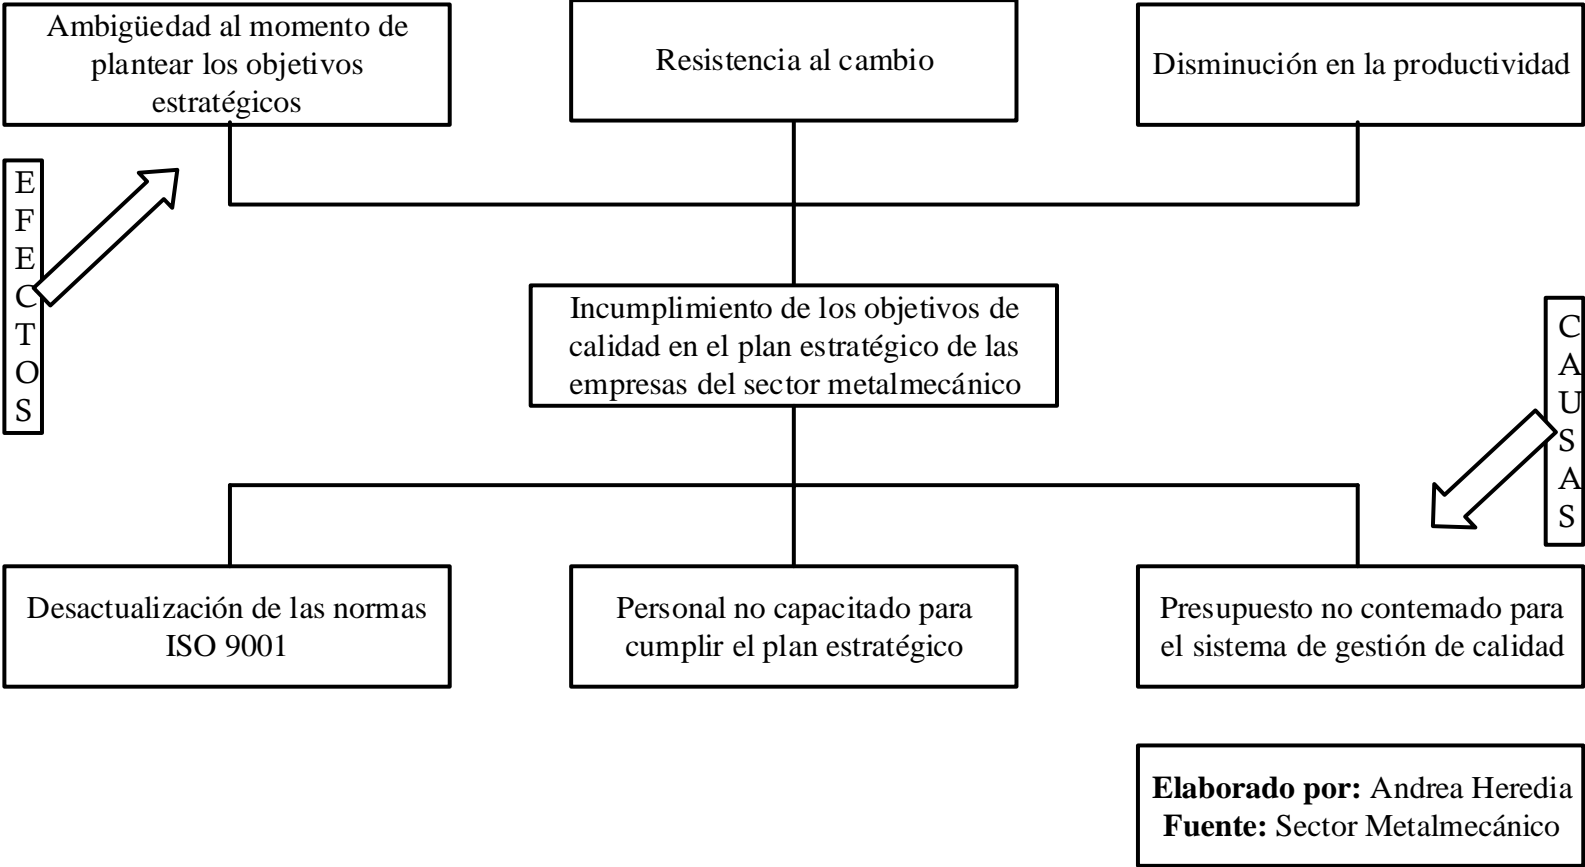 Ambigüedad al momento de
plantear los objetivos
estratégicos
Resistencia al cambio
Disminución en la productividad
E
F
E
C
T
O
S
Incumplimiento de los objetivos de
calidad en el plan estratégico de las
empresas del sector metalmecánico
C
A
U
S
A
S
Desactualización de las normas
ISO 9001
Personal no capacitado para
cumplir el plan estratégico
Presupuesto no contemado para
el sistema de gestión de calidad
Elaborado por: Andrea Heredia
Fuente: Sector Metalmecánico